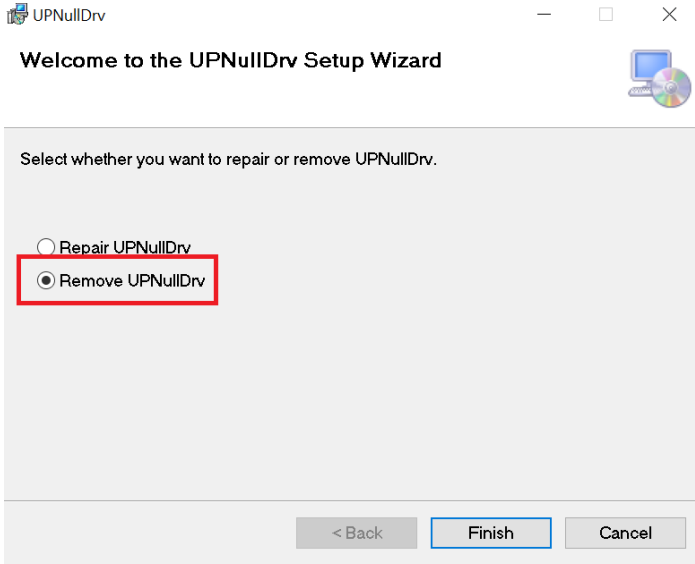 UPNullDrv
Welcome to the UPNullDrv Setup Wizard
Select whether you want to repair or remove UPNullDrv.
Repair UPNullDrv
Remove UPNullDrv
< Back
Finish
Cancel